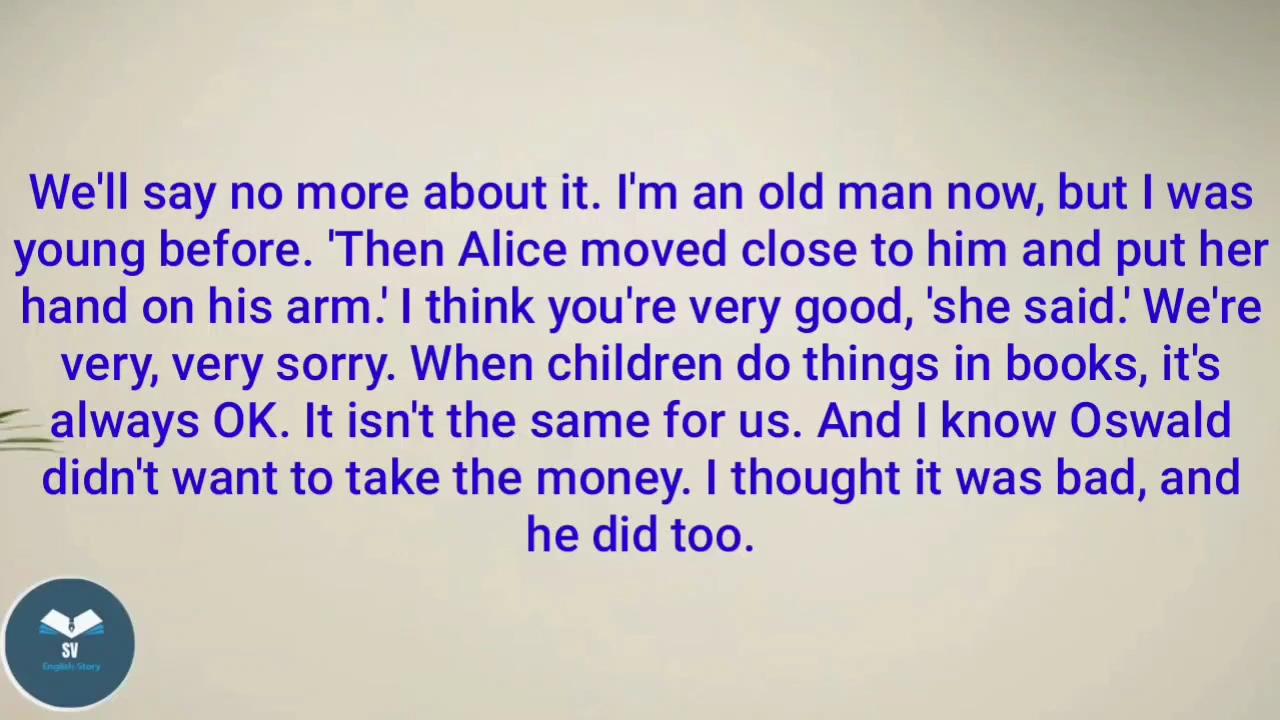 We'll say no more about it. I'm an old man now, but I was
young before. 'Then Alice moved close to him and put her
hand on his arm.' I think you're very good, 'she said.' We're
very, very sorry. When children do things in books, it's
always OK. It isn't the same for us. And I know Oswald
didn't want to take the money. I thought it was bad, and
he did too.
SV
English Story